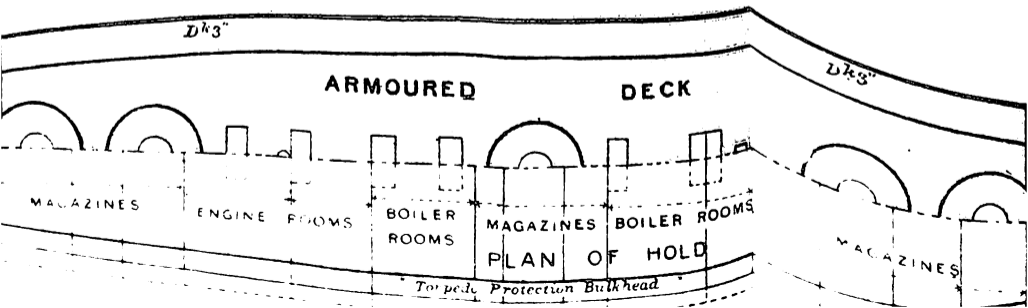 Dk 3"
Dk 3"
ARMOURED DECK
MAGAZINES
ENGINE ROOMS
BOILER ROOMS
MAGAZINES
BOILER ROOMS
MAGAZINES
PLAN OF HOLD
Torpedo Protection Bulkhead